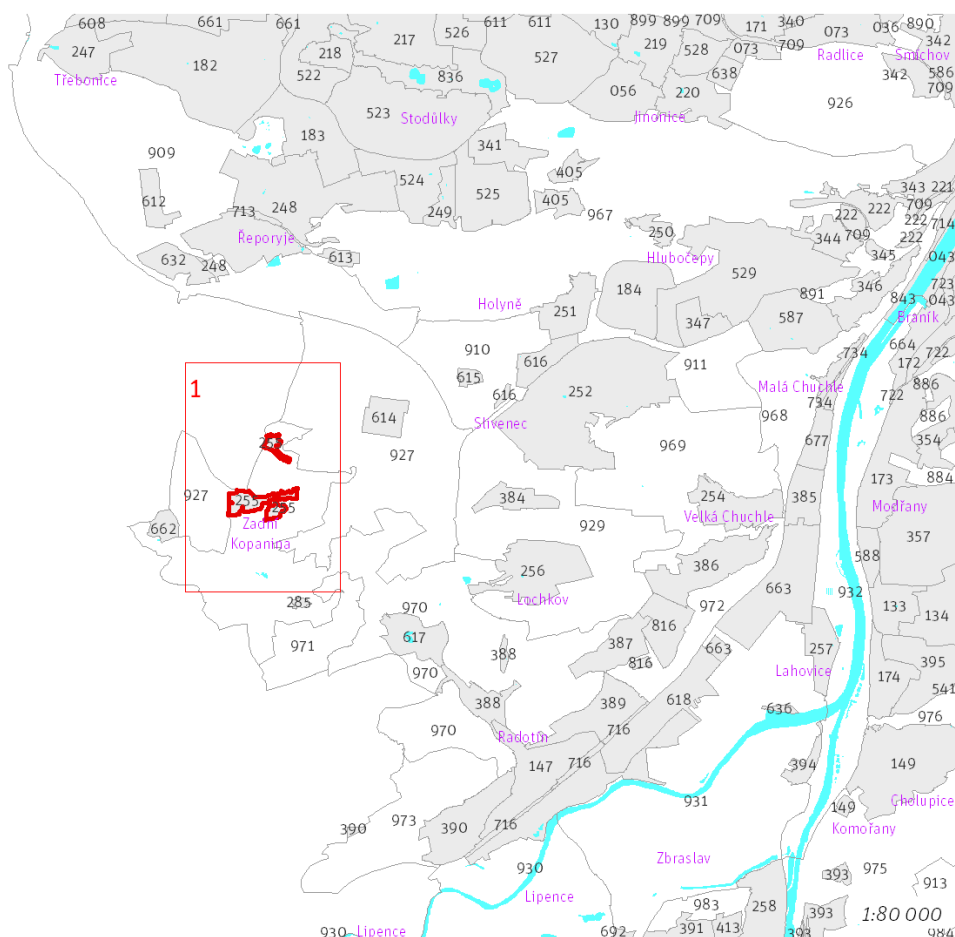 608 661 661 611 611 130 899 899 709 171 340 036 890
247 182 218 217 526 527 219 528 073 709 073 342
Třebonice 522 836 638 Radlice 342 Smíchov 586
523 056 220 926 709
183 Stodůlky Jinonice
909 341
612 524 525 405 343 221
713 248 249 405 967 222 222 709 222 714
Řeporyje 250 344 709 222
632 248 613 Hlubočepy 529 345 043
184 891 346 723
Holyně 251 347 587 843 043
Braník
910 616 911 734 664 172 722
1 615 616 252 Malá Chuchle 722 886
614 Slivenec 734 968 886
927 969 677 354
927 253 384 254 385 173 884
255 Velká Chuchle Modřany
662 Zadní 929 357
Kopanina 386 588
256 663 932
285 Lochkov 972 133 134
970
617 816
971 388 387 663 257 395
970 816 Lahovice 174
388 389 618 541
970 Radotín 716 636 976
147 716 394 149
931 Cholupice
973 149
390 390 716 Komořany
930 Zbraslav 393 975
913
Lipence 983 258
393 1:80 000
930 Lipence 692 391 413 393 984